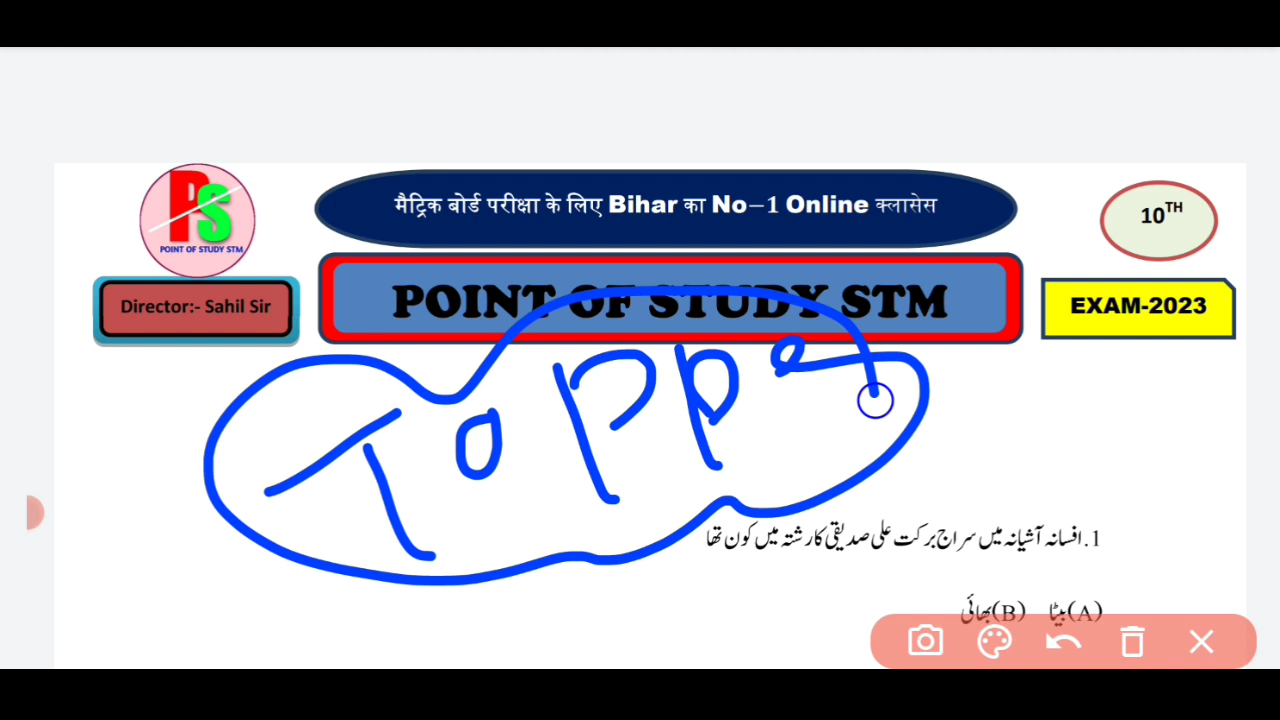 मैट्रिक बोर्ड परीक्षा के लिए Bihar का No-1 Online क्लासेस
10TH
PS
POINT OF STUDY STM
Director:- Sahil Sir
POINT OF STUDY STM
EXAM-2023
Toppe
1. افسانہ آشیانہ میں سراج برکت علی صدیقی کا رشتہ میں کون تھا
(A) بیٹا (B) بھائی